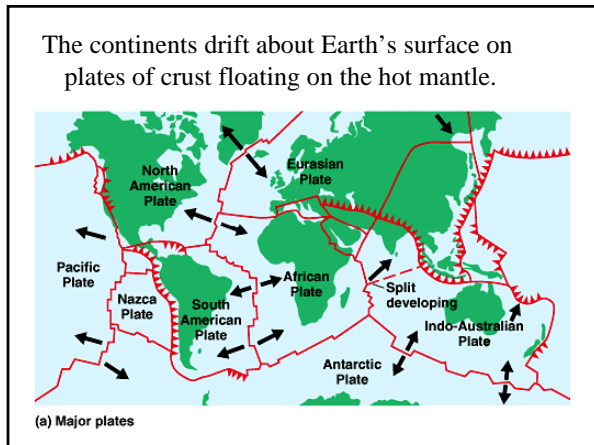 The continents drift about Earth's surface on
plates of crust floating on the hot mantle.
North
American
Plate
Eurasian
Plate
Pacific
Plate
Nazca
Plate
South
American
Plate
African
Plate
Split
developing
Indo-Australian
Plate
Antarctic
Plate
(a) Major plates